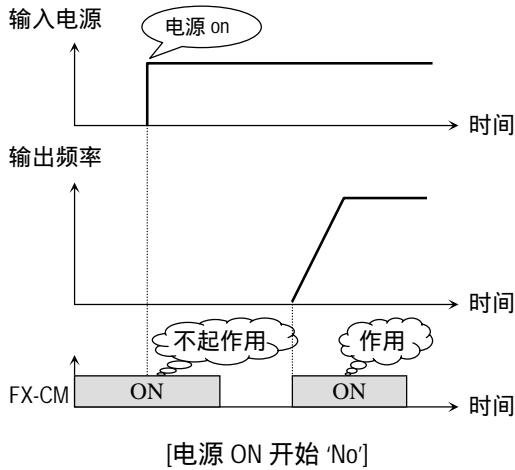 输入电源
电源 on
时间
输出频率
时间
不起作用
作用
FX-CM
ON
ON
时间
[电源 ON 开始 'No']